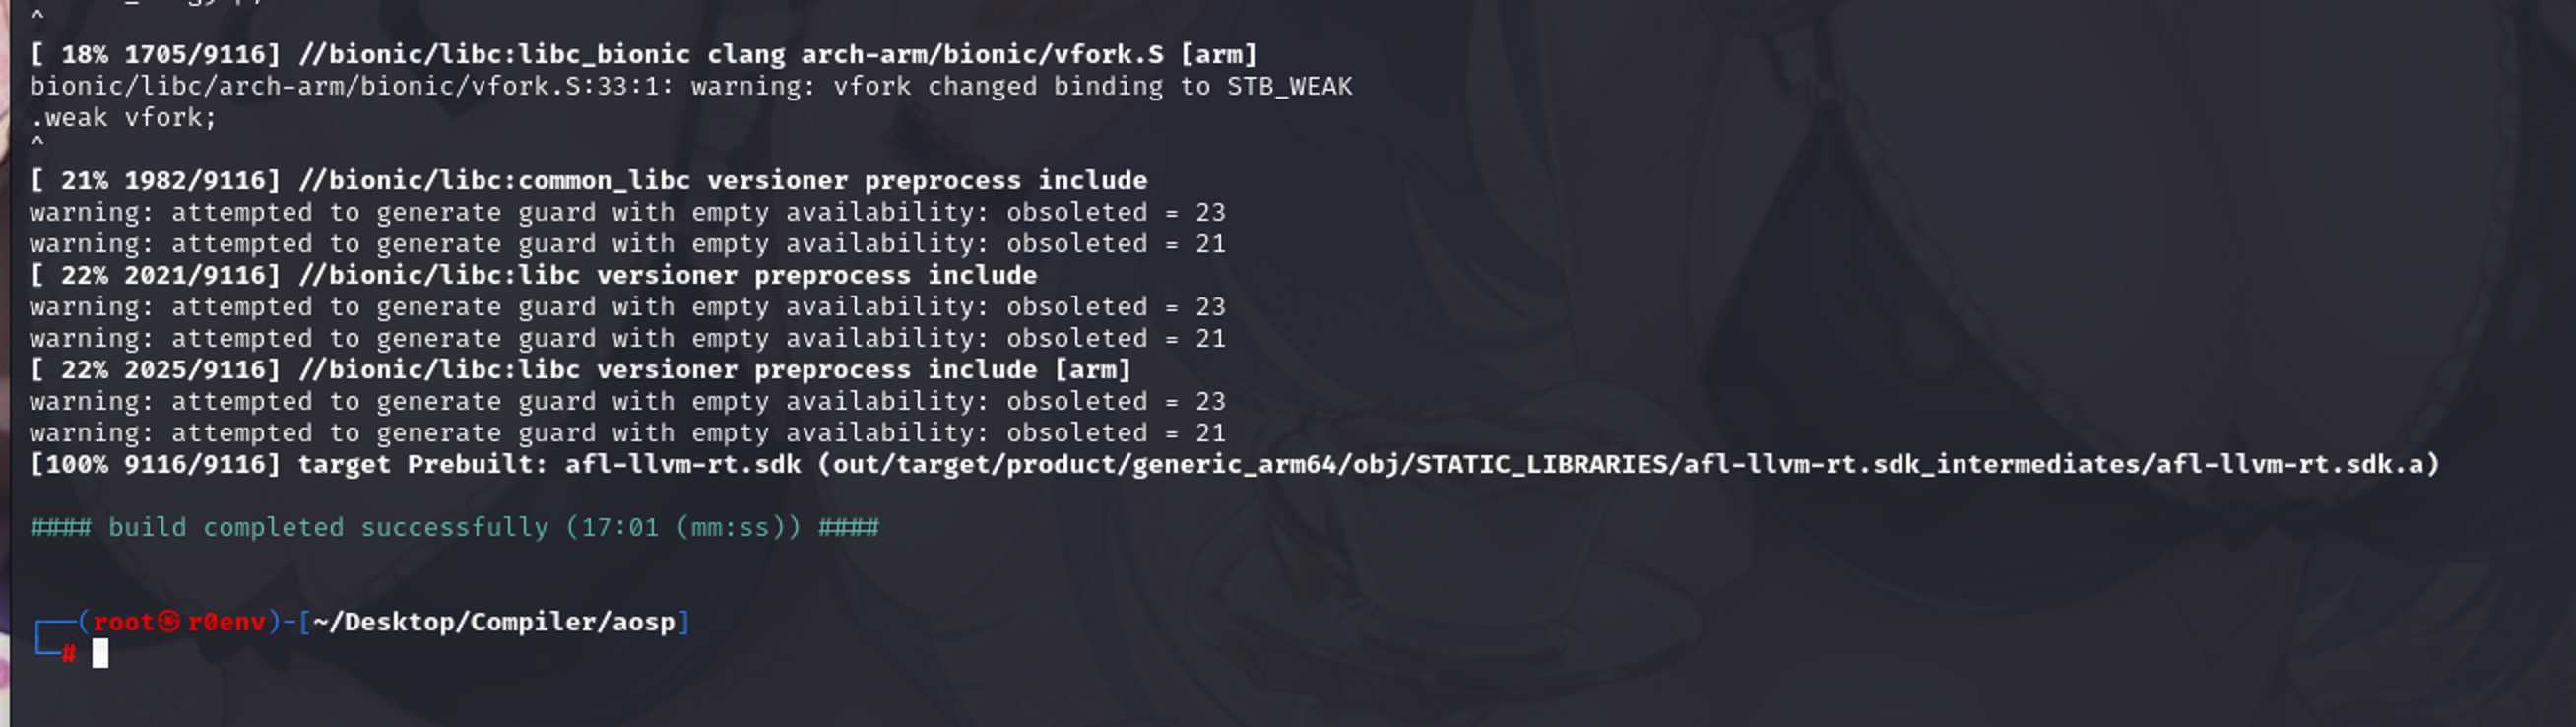 ^
[ 18% 1705/9116] //bionic/libc:libc_bionic clang arch-arm/bionic/vfork.S [arm]
bionic/libc/arch-arm/bionic/vfork.S:33:1: warning: vfork changed binding to STB_WEAK
.weak vfork;
^
[ 21% 1982/9116] //bionic/libc:common_libc versioner preprocess include
warning: attempted to generate guard with empty availability: obsoleted = 23
warning: attempted to generate guard with empty availability: obsoleted = 21
[ 22% 2021/9116] //bionic/libc:libc versioner preprocess include
warning: attempted to generate guard with empty availability: obsoleted = 23
warning: attempted to generate guard with empty availability: obsoleted = 21
[ 22% 2025/9116] //bionic/libc:libc versioner preprocess include [arm]
warning: attempted to generate guard with empty availability: obsoleted = 23
warning: attempted to generate guard with empty availability: obsoleted = 21
[100% 9116/9116] target Prebuilt: afl-llvm-rt.sdk (out/target/product/generic_arm64/obj/STATIC_LIBRARIES/afl-llvm-rt.sdk_intermediates/afl-llvm-rt.sdk.a)
#### build completed successfully (17:01 (mm:ss)) ####
┌──(root㉿r0env)-[~/Desktop/Compiler/aosp]
└─#